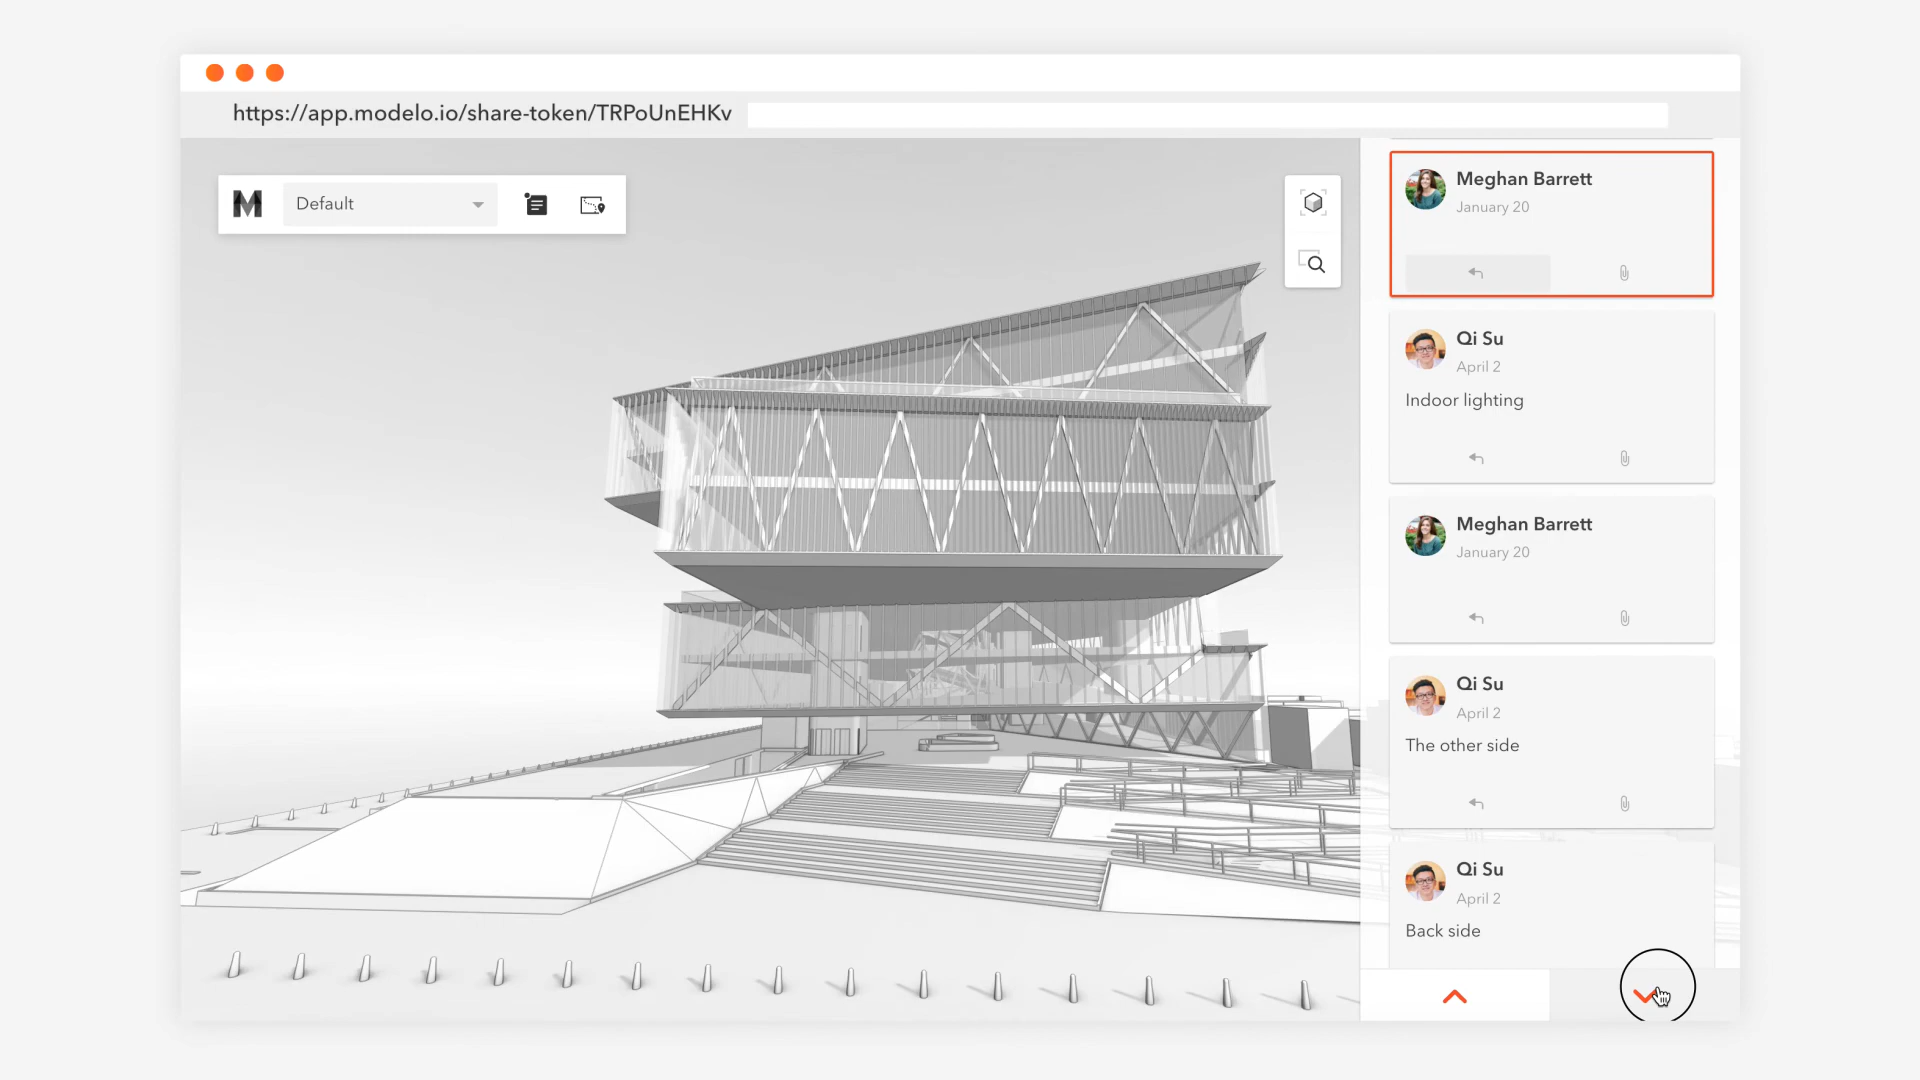 https://app.modelo.io/share-token/TRPoUnEHKv
M Default
Meghan Barrett
January 20
Qi Su
April 2
Indoor lighting
Meghan Barrett
January 20
Qi Su
April 2
The other side
Qi Su
April 2
Back side